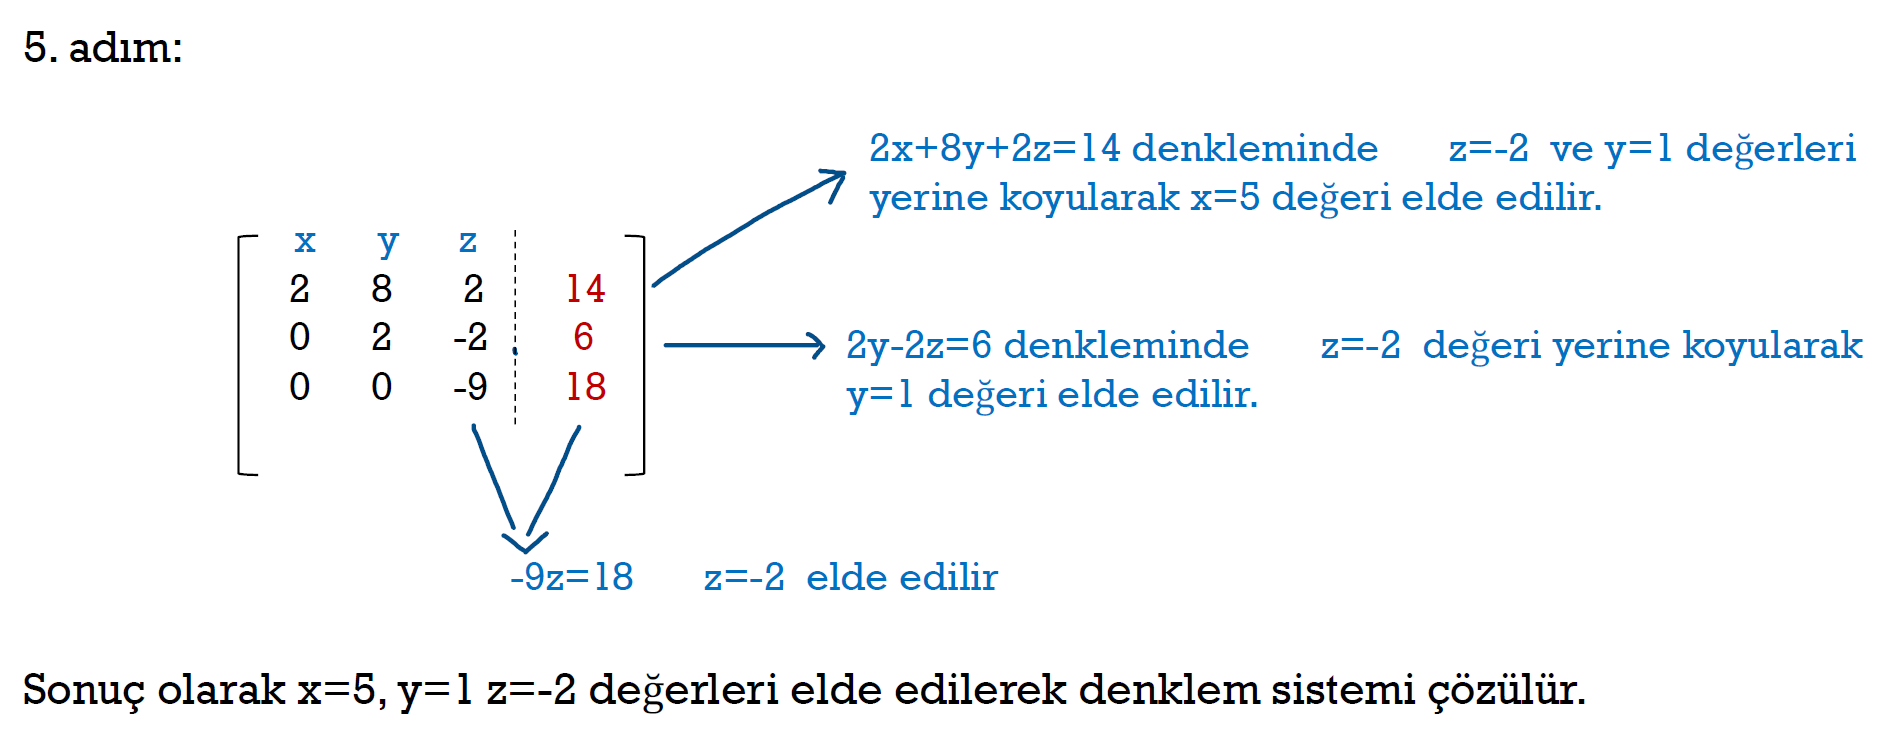 5. adım:
2x+8y+2z=14 denkleminde z=-2 ve y=1 değerleri
yerine koyularak x=5 değeri elde edilir.
x y z
2 8 2 14
0 2 -2 6
0 0 -9 18
2y-2z=6 denkleminde z=-2 değeri yerine koyularak
y=1 değeri elde edilir.
-9z=18 z=-2 elde edilir
Sonuç olarak x=5, y=1 z=-2 değerleri elde edilerek denklem sistemi çözülür.